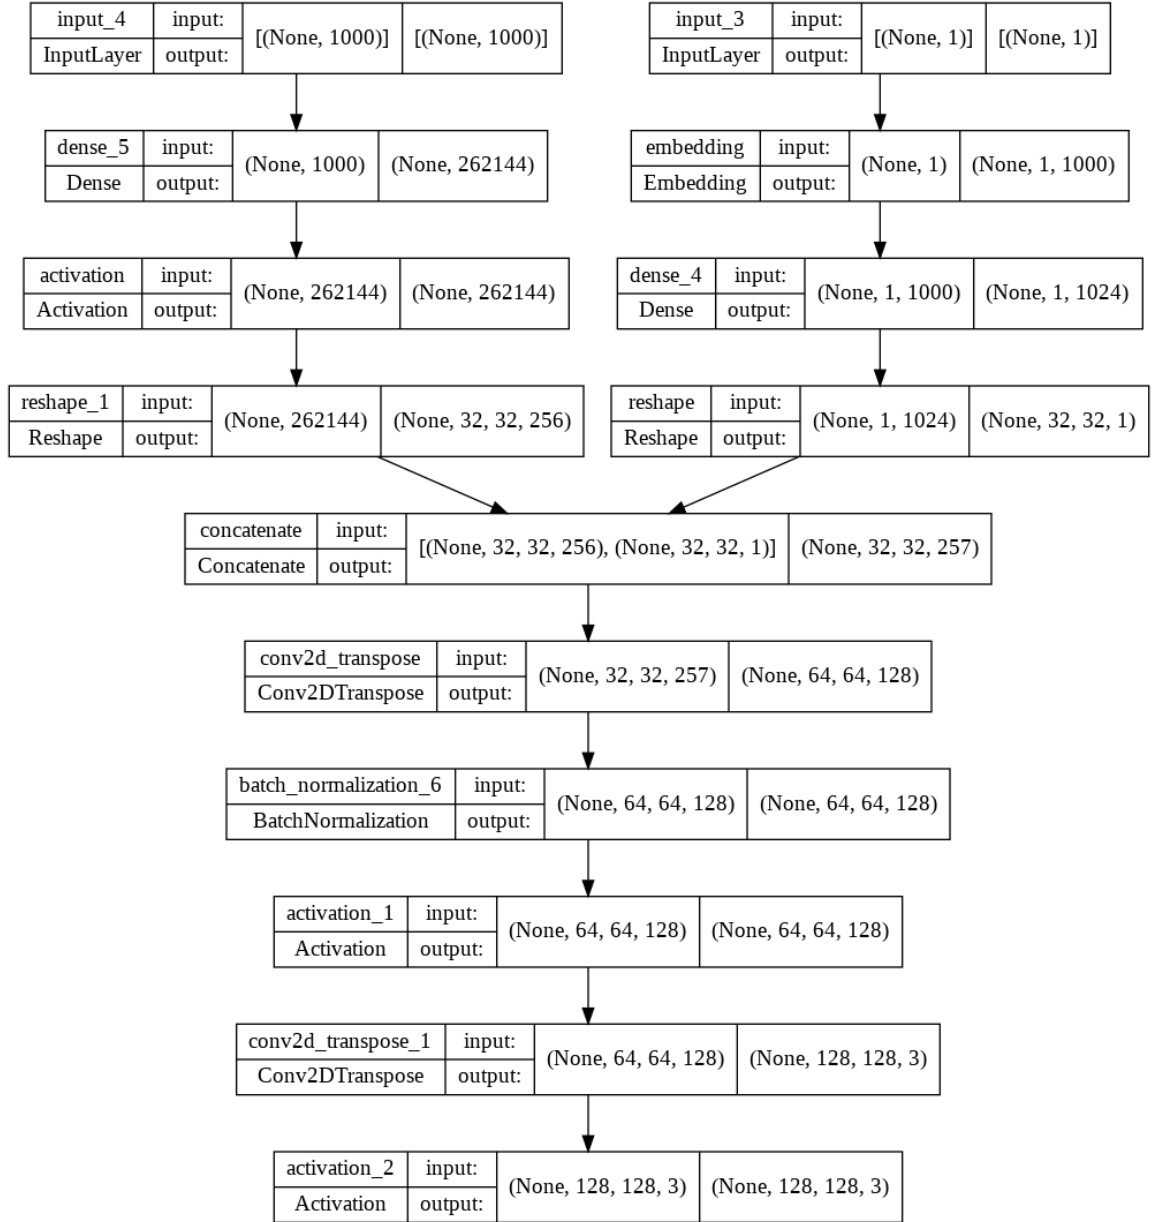 input_4 input: [(None, 1000)] [(None, 1000)]
InputLayer output:
input_3 input: [(None, 1)] [(None, 1)]
InputLayer output:
dense_5 input: (None, 1000) (None, 262144)
Dense output:
embedding input: (None, 1) (None, 1, 1000)
Embedding output:
activation input: (None, 262144) (None, 262144)
Activation output:
dense_4 input: (None, 1, 1000) (None, 1, 1024)
Dense output:
reshape_1 input: (None, 262144) (None, 32, 32, 256)
Reshape output:
reshape input: (None, 1, 1024) (None, 32, 32, 1)
Reshape output:
concatenate input: [(None, 32, 32, 256), (None, 32, 32, 1)] (None, 32, 32, 257)
Concatenate output:
conv2d_transpose input: (None, 32, 32, 257) (None, 64, 64, 128)
Conv2DTranspose output:
batch_normalization_6 input: (None, 64, 64, 128) (None, 64, 64, 128)
BatchNormalization output:
activation_1 input: (None, 64, 64, 128) (None, 64, 64, 128)
Activation output:
conv2d_transpose_1 input: (None, 64, 64, 128) (None, 128, 128, 3)
Conv2DTranspose output:
activation_2 input: (None, 128, 128, 3) (None, 128, 128, 3)
Activation output: